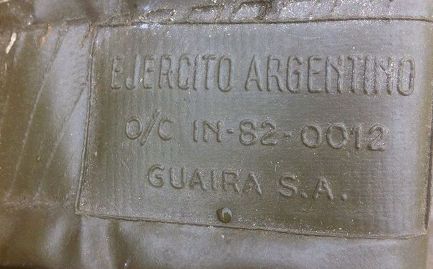 EJERCITO ARGENTINO
O/C IN-82-0012
GUAIRA S.A.